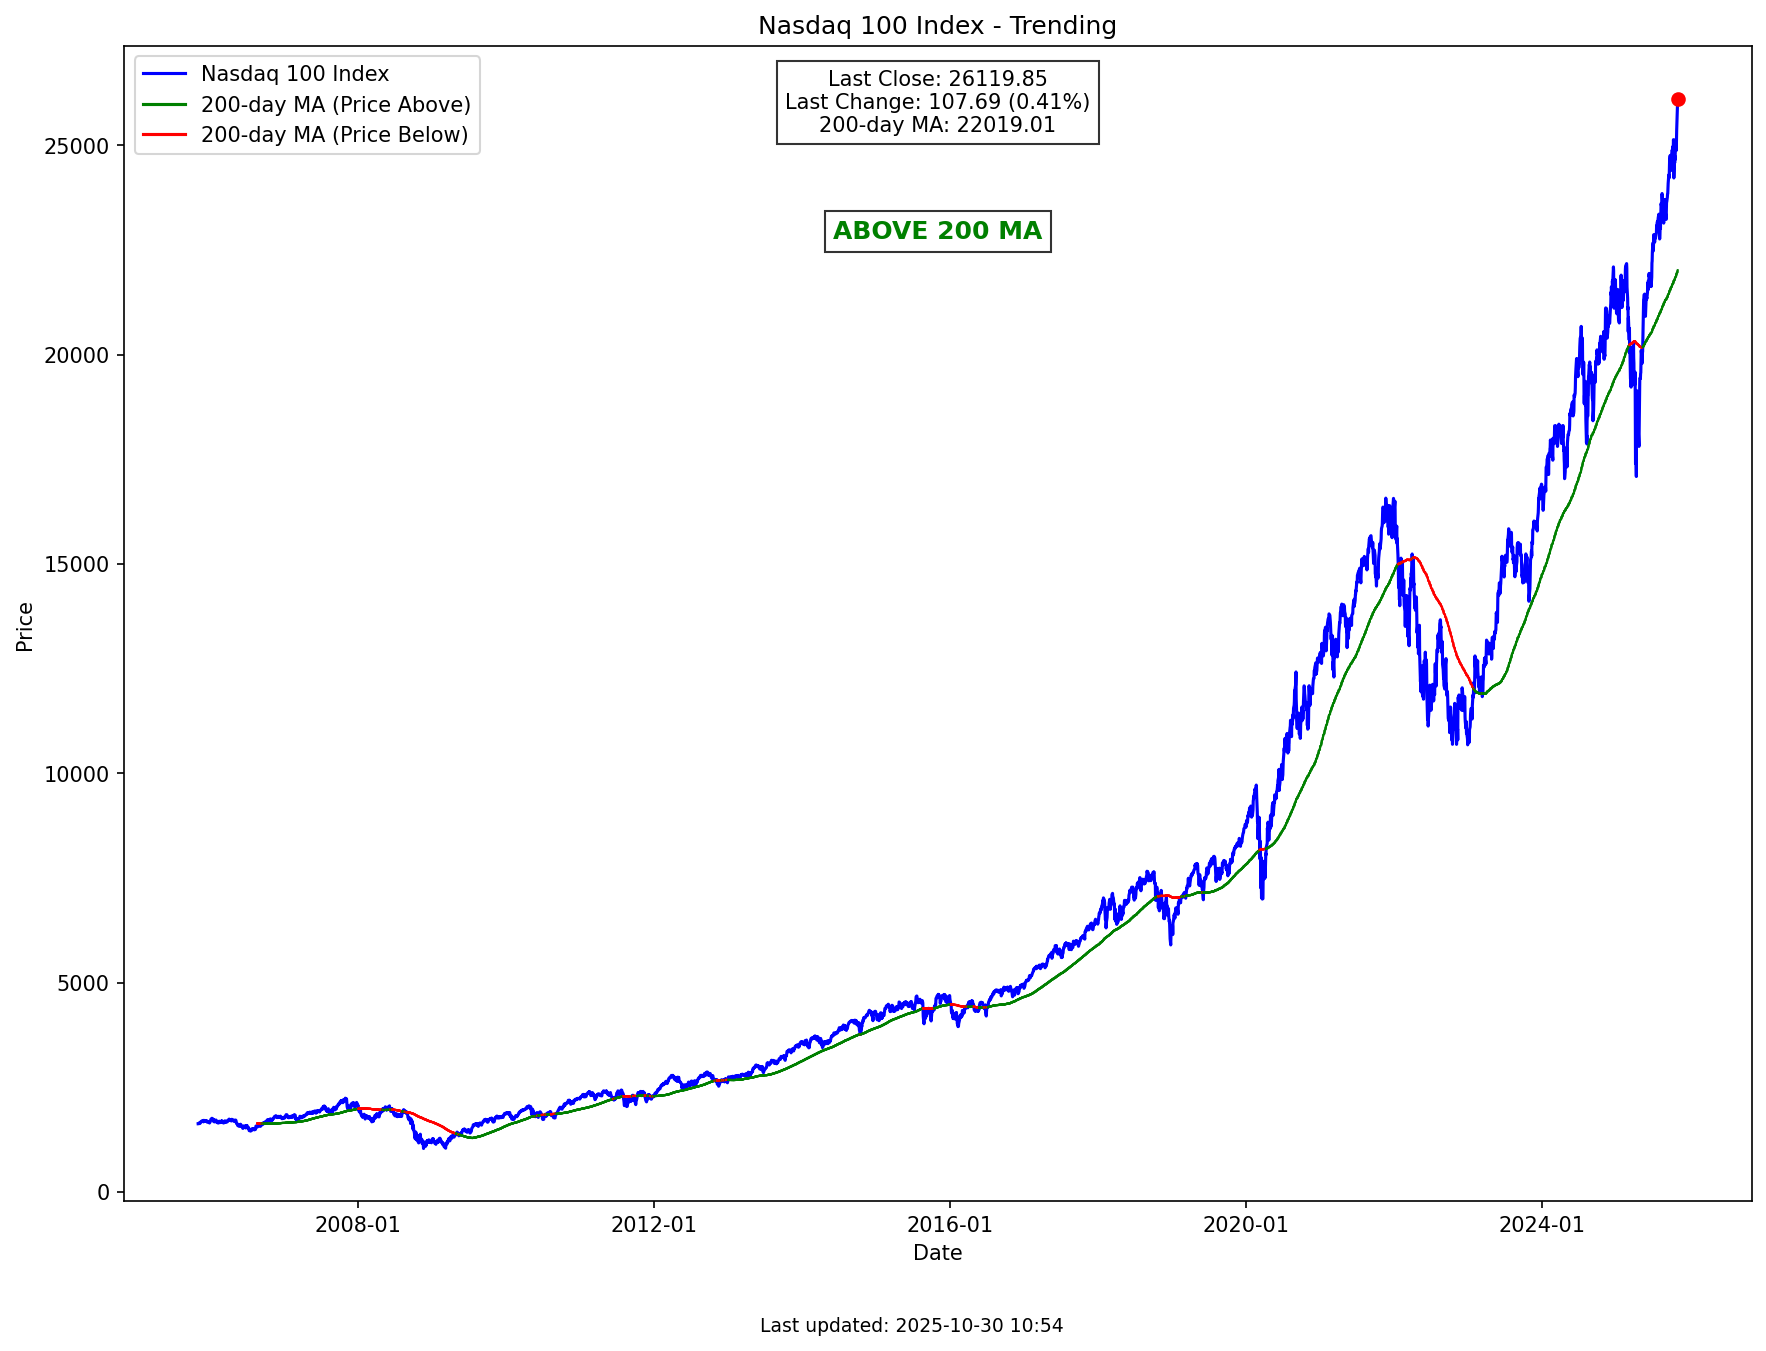 Nasdaq 100 Index - Trending
Nasdaq 100 Index
200-day MA (Price Above)
200-day MA (Price Below)
Last Close: 26119.85
Last Change: 107.69 (0.41%)
200-day MA: 22019.01
ABOVE 200 MA
Price
25000
20000
15000
10000
5000
0
2008-01
2012-01
2016-01
2020-01
2024-01
Date
Last updated: 2025-10-30 10:54